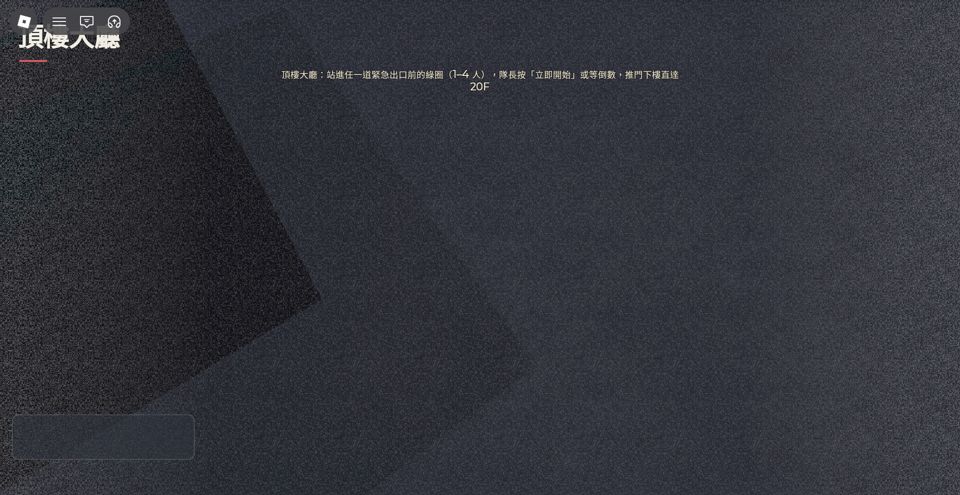 頂樓大廳
頂樓大廳：站進任一道緊急出口前的綠圈（1–4 人），隊長按「立即開始」或等倒數，推門下樓直達
20F